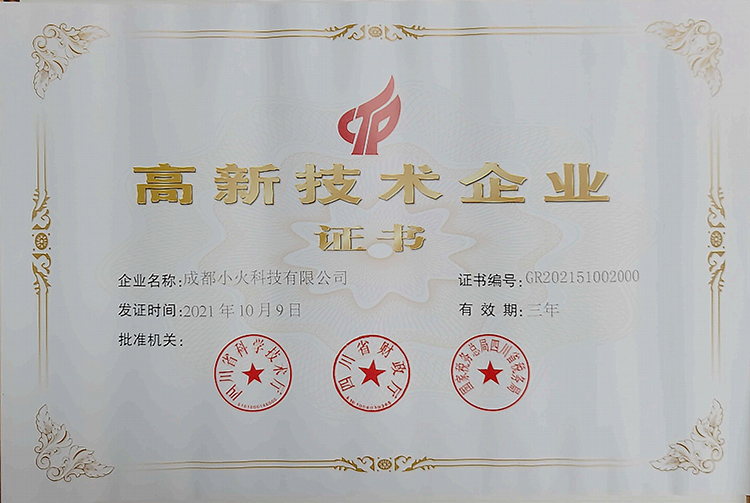 高新技术企业
证书
企业名称:成都小火科技有限公司
证书编号:GR202151002000
发证时间:2021年10月9日
有效期:三年
批准机关:
四川省科学技术厅
四川省财政厅
国家税务总局四川省税务局